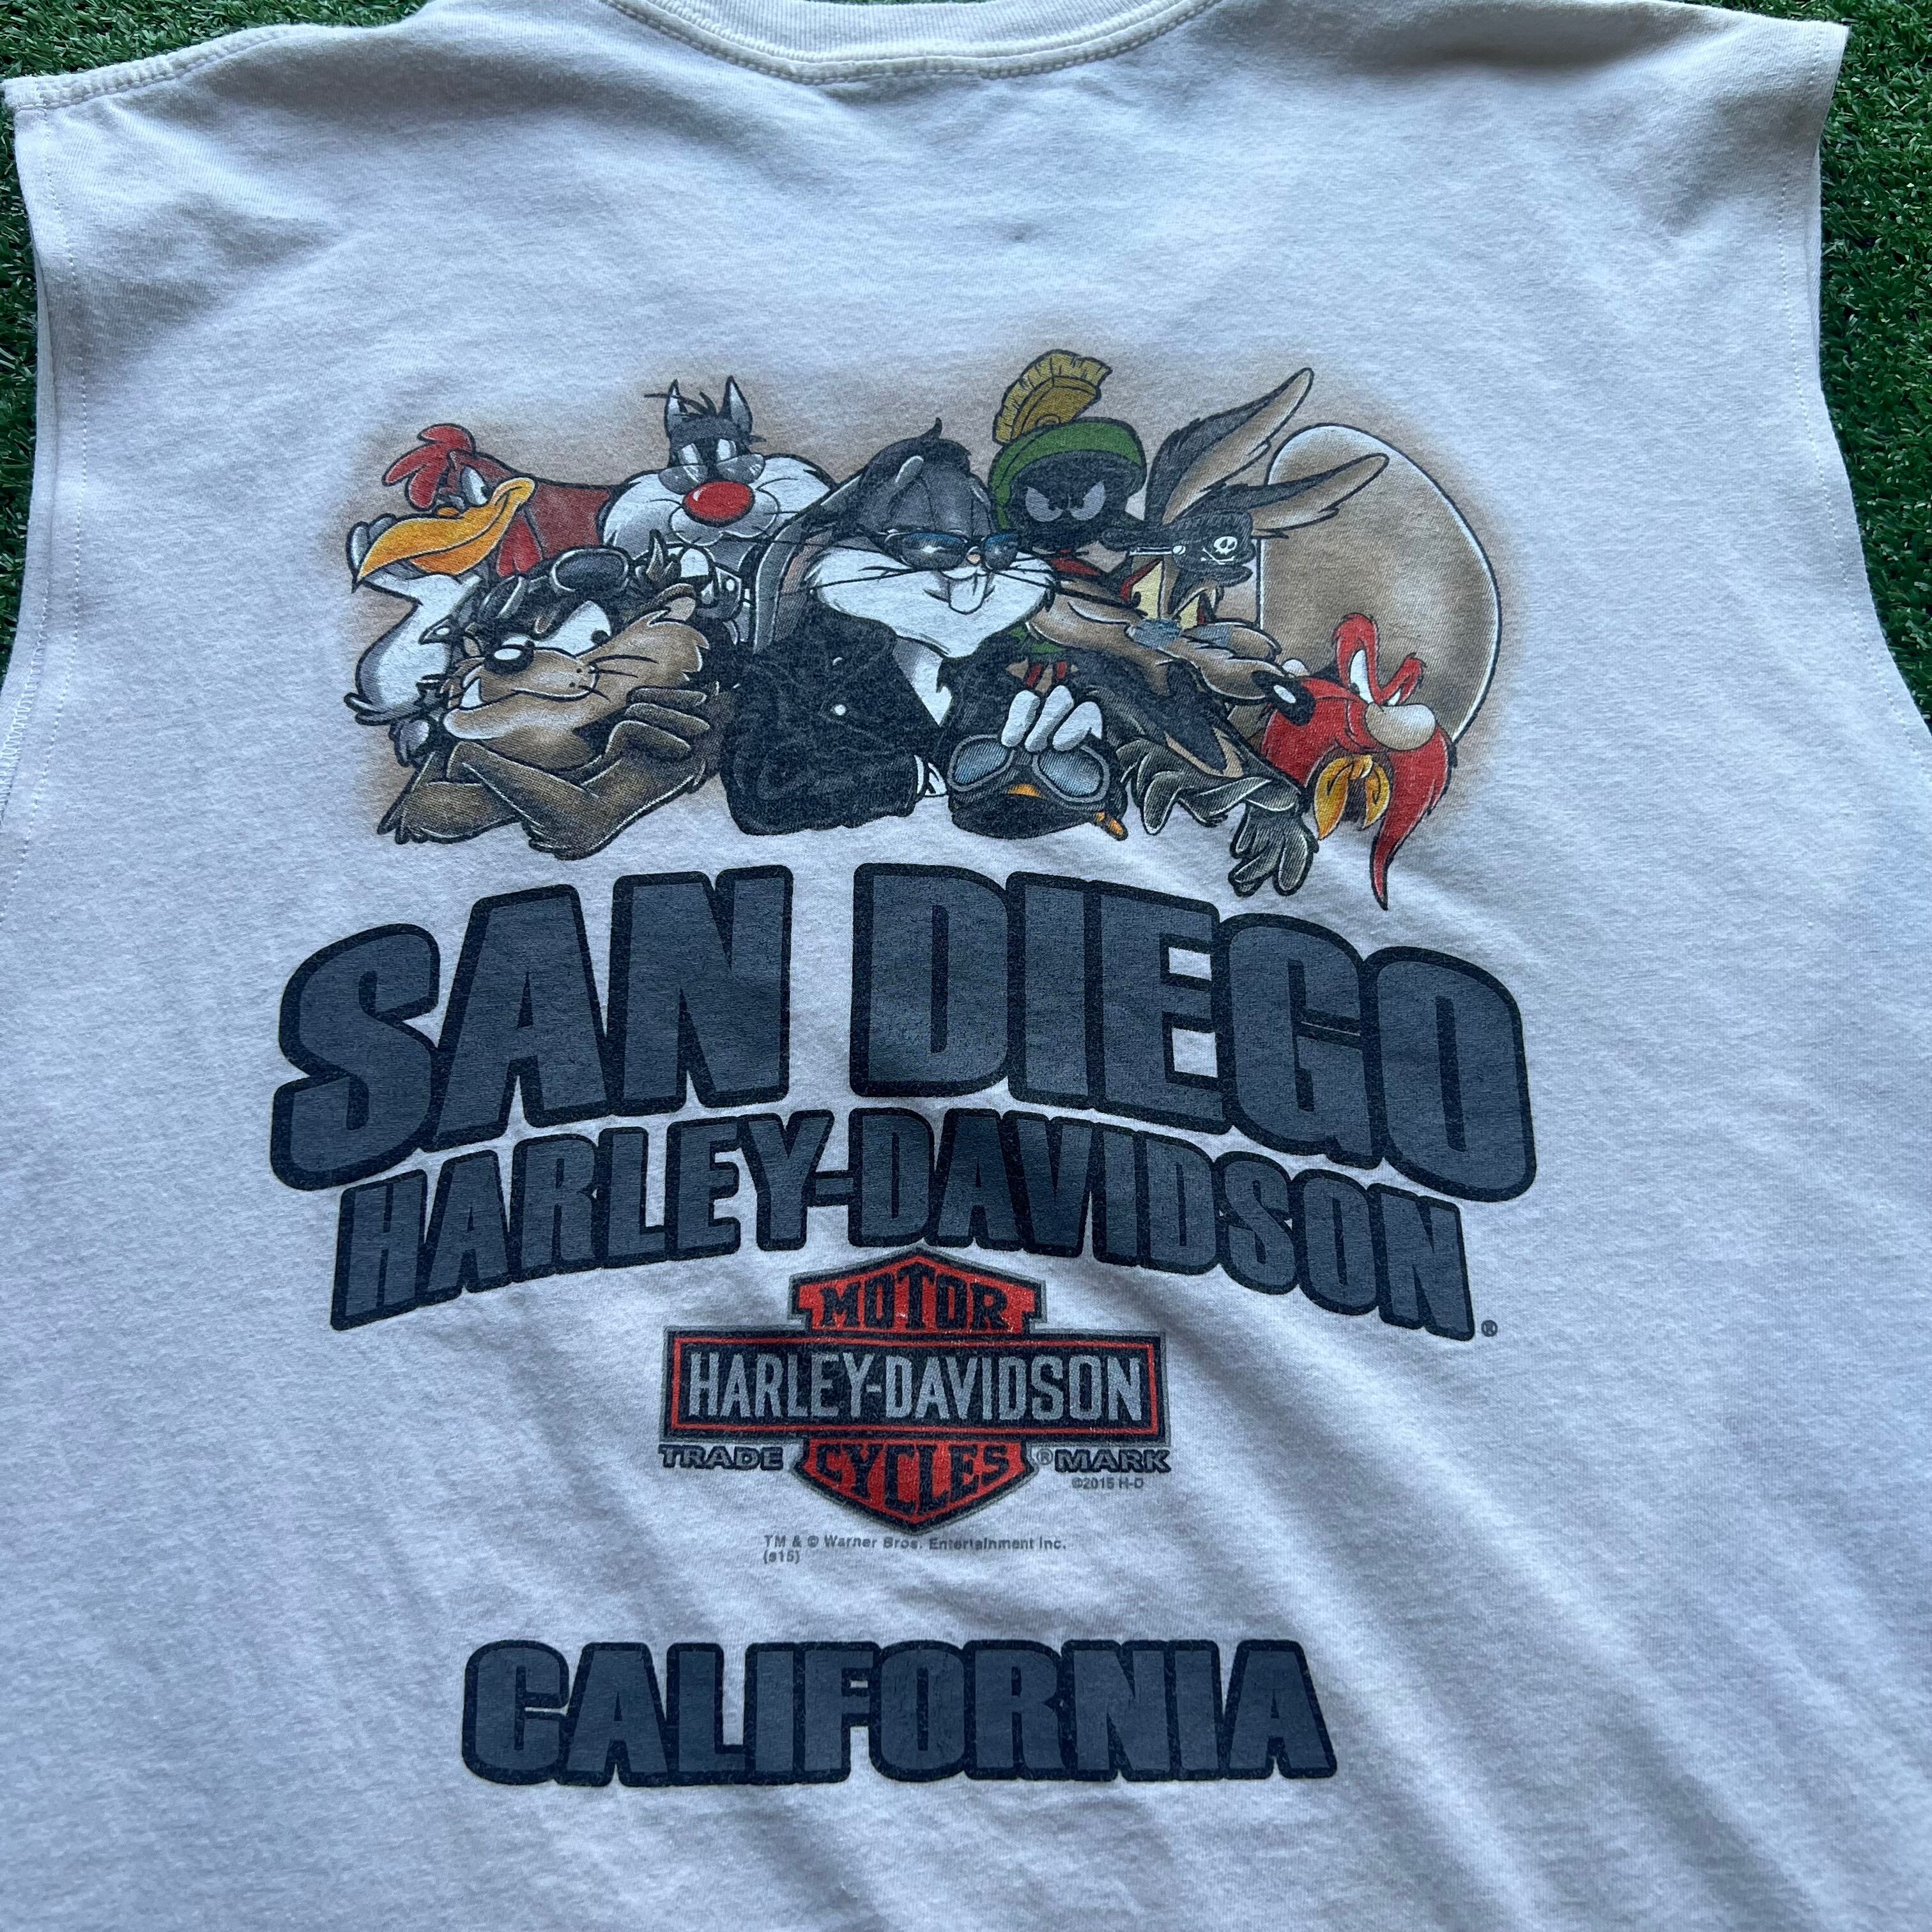 SAN DIEGO
HARLEY-DAVIDSON®
MOTOR
HARLEY-DAVIDSON
TRADE CYCLES ® MARK
©2015 H-D
TM & © Warner Bros. Entertainment Inc.
(s15)
CALIFORNIA